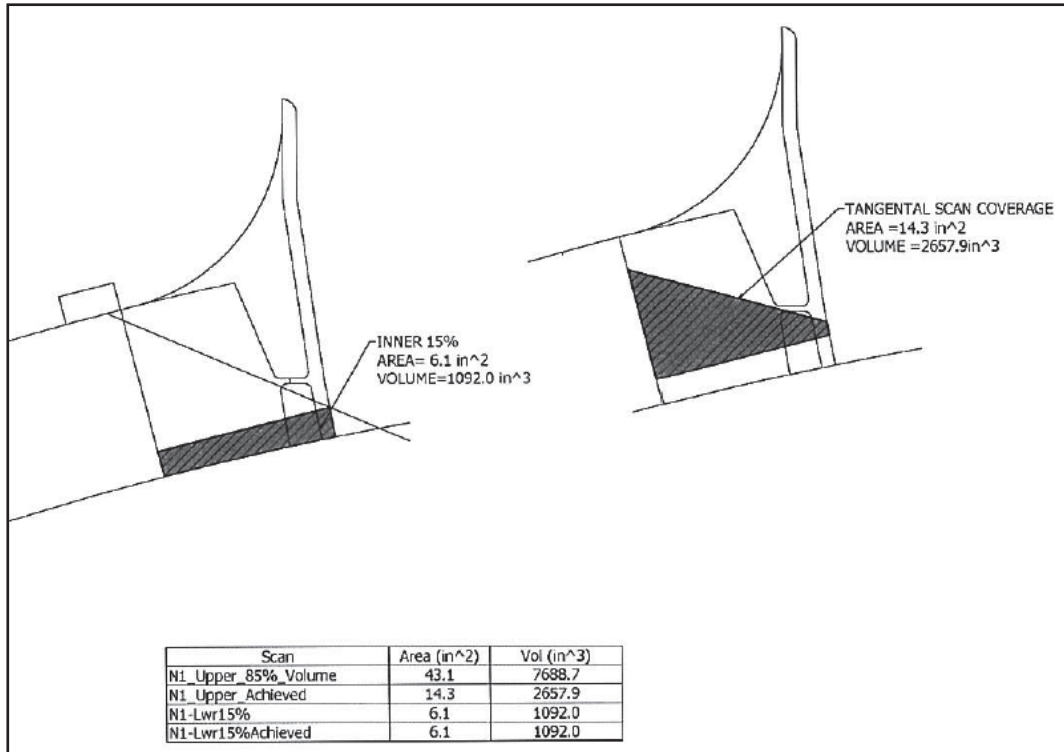 TANGENTAL SCAN COVERAGE
AREA =14.3 in^2
VOLUME =2657.9in^3
INNER 15%
AREA= 6.1 in^2
VOLUME=1092.0 in^3
Scan Area (in^2) Vol (in^3)
N1_Upper_85%_Volume 43.1 7688.7
N1_Upper_Achieved 14.3 2657.9
N1-Lwr15% 6.1 1092.0
N1-Lwr15%Achieved 6.1 1092.0